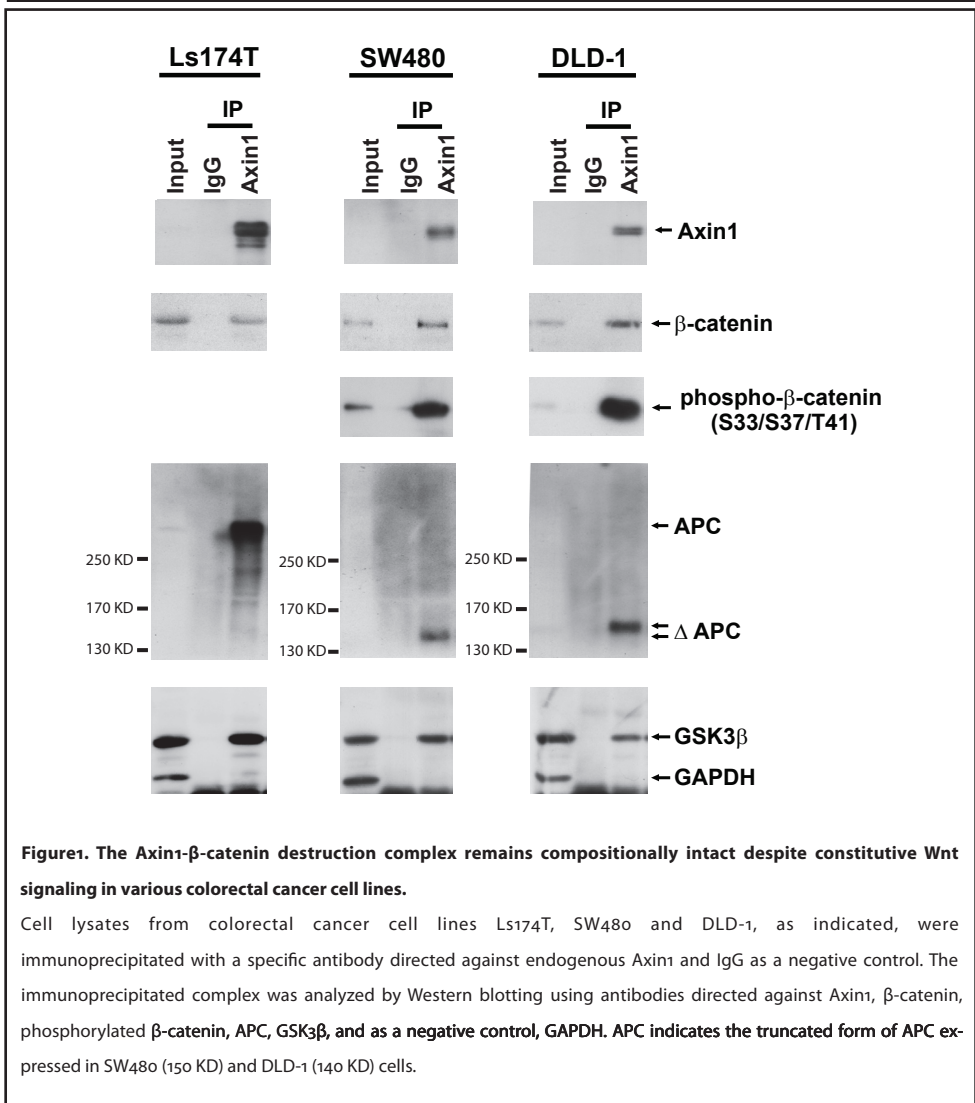 Ls174T SW480 DLD-1
IP IP IP
Input IgG Axin1 Input IgG Axin1 Input IgG Axin1
Axin1
β-catenin
phospho-β-catenin
(S33/S37/T41)
APC
250 KD 250 KD 250 KD
170 KD 170 KD 170 KD
Δ APC
130 KD 130 KD 130 KD
GSK3β
GAPDH
Figure1. The Axin1-β-catenin destruction complex remains compositionally intact despite constitutive Wnt
signaling in various colorectal cancer cell lines.
Cell lysates from colorectal cancer cell lines Ls174T, SW480 and DLD-1, as indicated, were
immunoprecipitated with a specific antibody directed against endogenous Axin1 and IgG as a negative control. The
immunoprecipitated complex was analyzed by Western blotting using antibodies directed against Axin1, β-catenin,
phosphorylated β-catenin, APC, GSK3β, and as a negative control, GAPDH. APC indicates the truncated form of APC ex-
pressed in SW480 (150 KD) and DLD-1 (140 KD) cells.